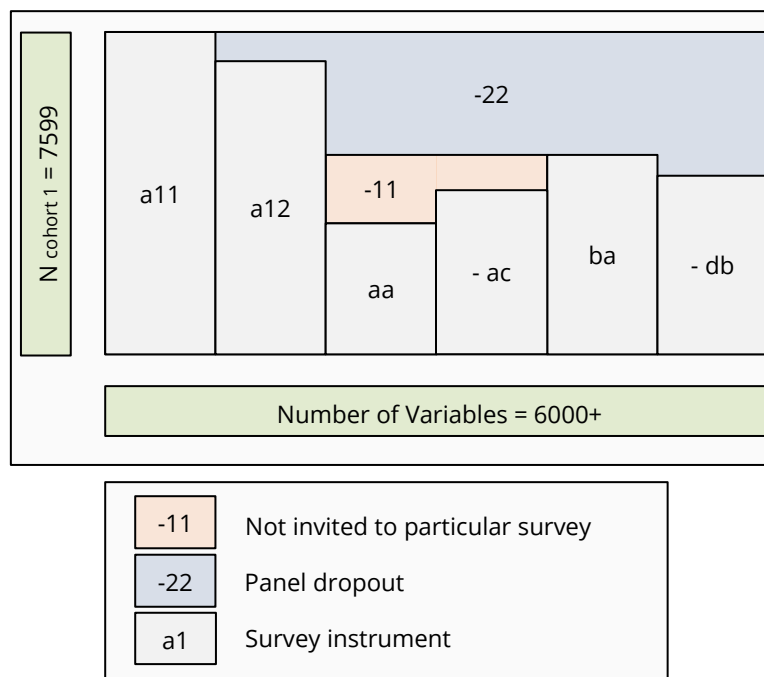 N cohort 1 = 7599
a11
a12
-22
-11
aa
- ac
ba
- db
Number of Variables = 6000+
-11 Not invited to particular survey
-22 Panel dropout
a1 Survey instrument